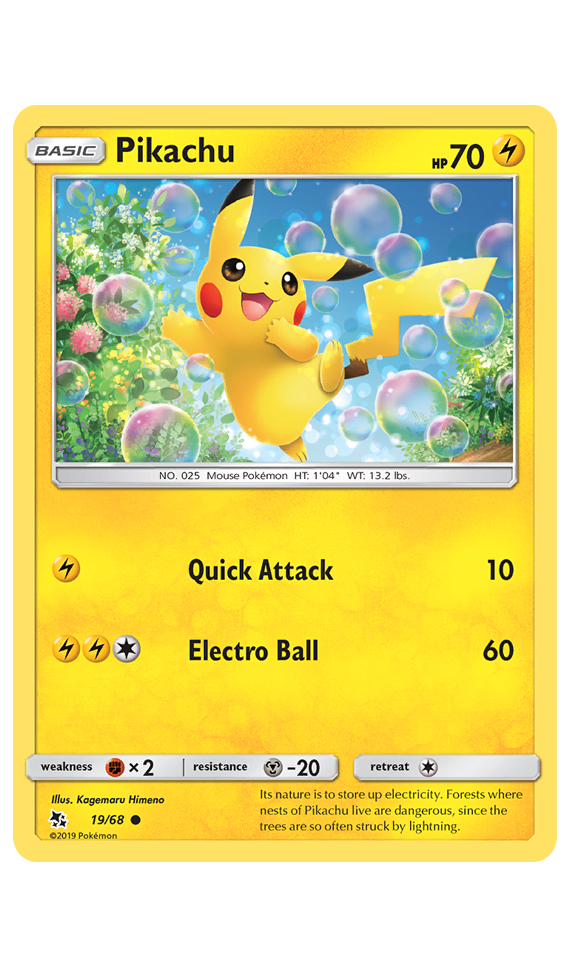 BASIC Pikachu HP 70
NO. 025 Mouse Pokémon HT: 1'04" WT: 13.2 lbs.
Quick Attack 10
Electro Ball 60
weakness ×2 resistance -20 retreat
Illus. Kagemaru Himeno
19/68
©2019 Pokémon
Its nature is to store up electricity. Forests where
nests of Pikachu live are dangerous, since the
trees are so often struck by lightning.